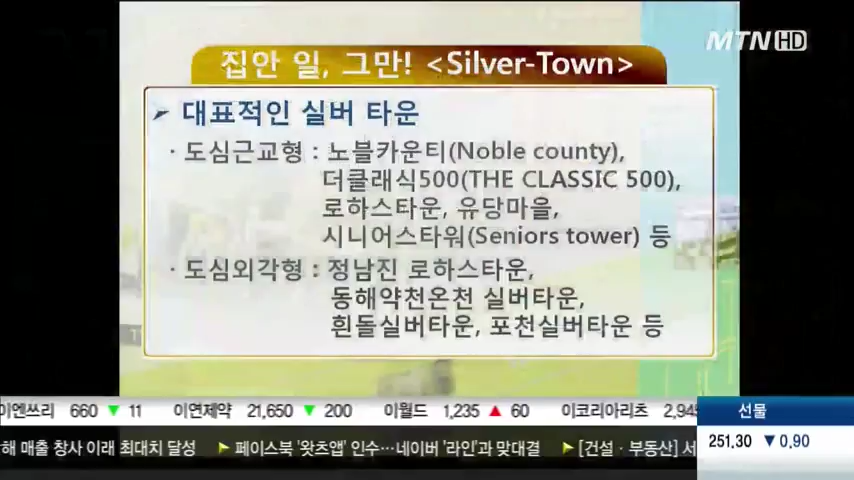 MTN HD
집안 일, 그만! <Silver-Town>
➢ 대표적인 실버 타운
· 도심근교형 : 노블카운티(Noble county),
더클래식500(THE CLASSIC 500),
로하스타운, 유당마을,
시니어스타워(Seniors tower) 등
· 도심외각형 : 정남진 로하스타운,
동해약천온천 실버타운,
흰돌실버타운, 포천실버타운 등
이엔쓰리 660 ▼ 11 이연제약 21,650 ▼ 200 이월드 1,235 ▲ 60 이코리아리츠 2,945
선물
251,30 ▼0,90
해 매출 창사 이래 최대치 달성 ▶ 페이스북 '왓츠앱' 인수…네이버 '라인'과 맞대결 ▶ [건설 · 부동산] 서